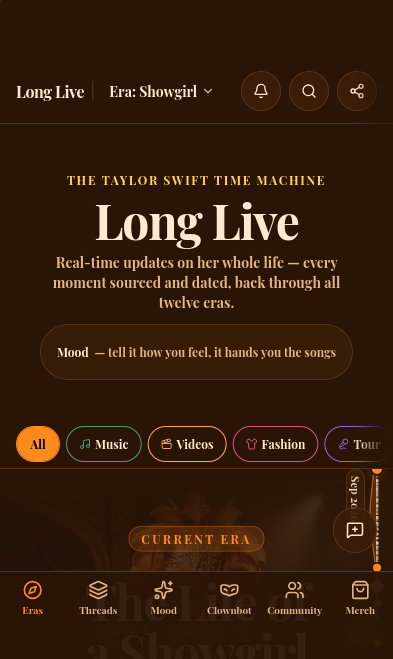 Long Live
Era: Showgirl
THE TAYLOR SWIFT TIME MACHINE
Long Live
Real-time updates on her whole life — every
moment sourced and dated, back through all
twelve eras.
Mood — tell it how you feel, it hands you the songs
All
Music
Videos
Fashion
Tour
Sep 20
CURRENT ERA
The Life of
a Showgirl
Eras
Threads
Mood
Clownbot
Community
Merch